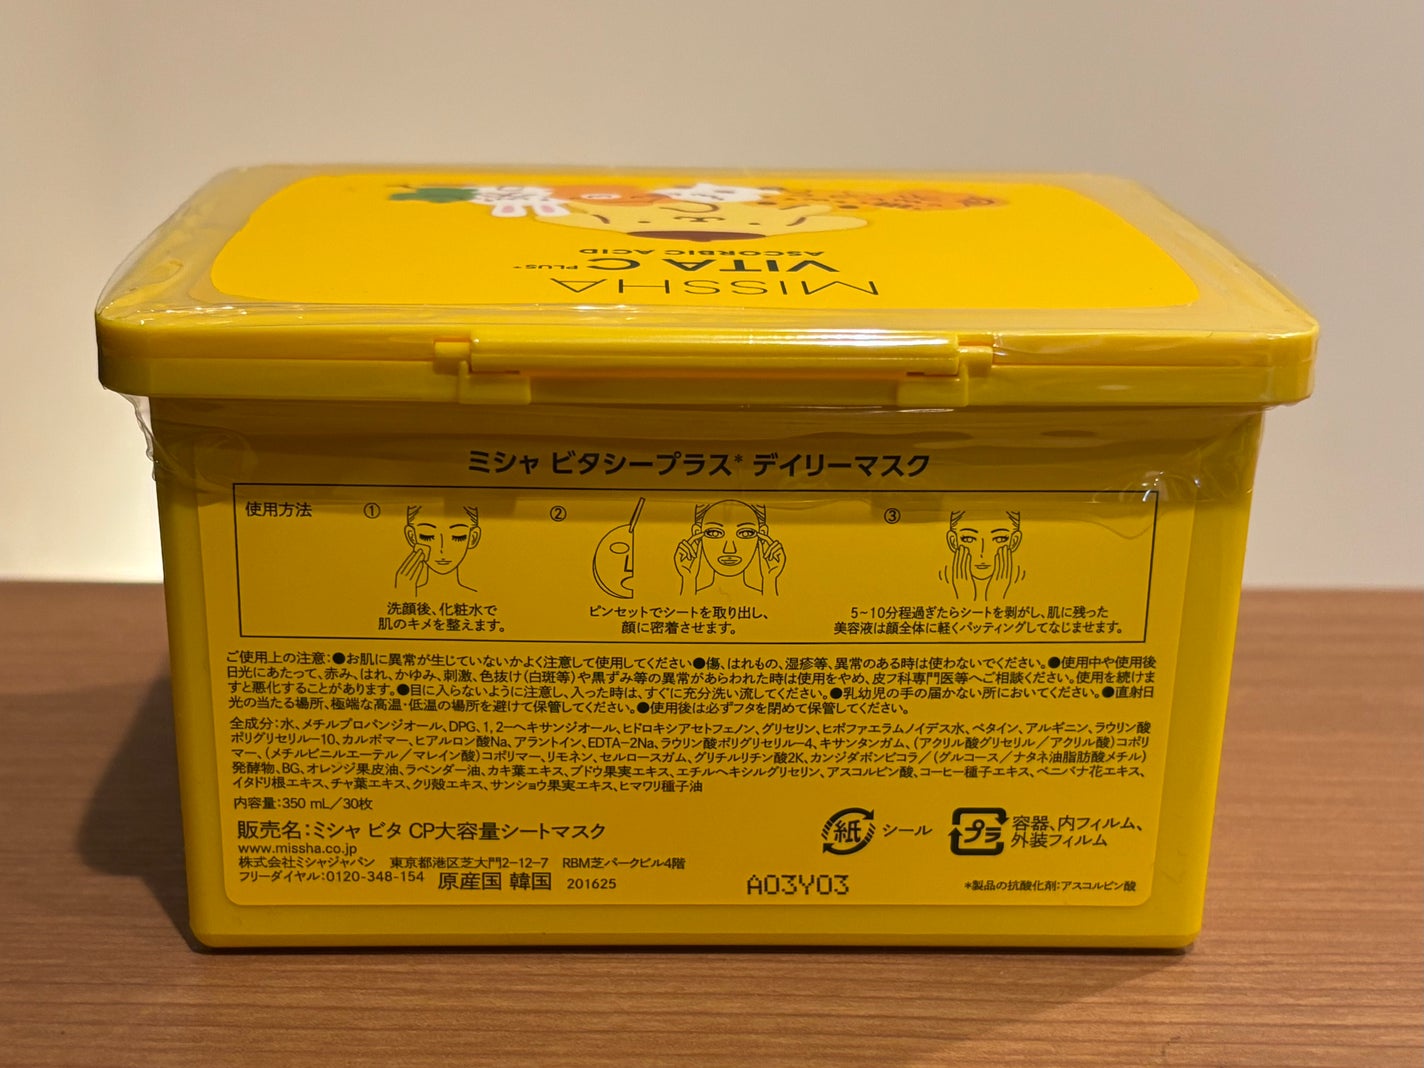 MISSHA
VITA C PLUS+
ASCORBIC ACID
ミシャ ビタシープラス* デイリーマスク
使用方法
①
洗顔後、化粧水で
肌のキメを整えます。
②
ピンセットでシートを取り出し、
顔に密着させます。
③
5~10分程過ぎたらシートを剥がし、肌に残った
美容液は顔全体に軽くパッティングしてなじませます。
ご使用上の注意:●お肌に異常が生じていないかよく注意して使用してください●傷、はれもの、湿疹等、異常のある時は使わないでください。●使用中や使用後
日光にあたって、赤み、はれ、かゆみ、刺激、色抜け(白斑等)や黒ずみ等の異常があらわれた時は使用をやめ、皮フ科専門医等へご相談ください。使用を続けま
すと悪化することがあります。●目に入らないように注意し、入った時は、すぐに充分洗い流してください。●乳幼児の手の届かない所においてください。●直射日
光の当たる場所、極端な高温・低温の場所を避けて保管してください。●使用後は必ずフタを閉めて保管してください。
全成分:水、メチルプロパンジオール、DPG、1, 2-ヘキサンジオール、ヒドロキシアセトフェノン、グリセリン、ヒポファエラムノイデス水、ベタイン、アルギニン、ラウリン酸
ポリグリセリル-10、カルボマー、ヒアルロン酸Na、アラントイン、EDTA-2Na、ラウリン酸ポリグリセリル-4、キサンタンガム、(アクリル酸グリセリル/アクリル酸)コポリ
マー、(メチルビニルエーテル/マレイン酸)コポリマー、リモネン、セルロースガム、グリチルリチン酸2K、カンジダボンビコラ/(グルコース/ナタネ油脂肪酸メチル)
発酵物、BG、オレンジ果皮油、ラベンダー油、カキ葉エキス、ブドウ果実エキス、エチルヘキシルグリセリン、アスコルビン酸、コーヒー種子エキス、ベニバナ花エキス、
イタドリ根エキス、チャ葉エキス、クリ殻エキス、サンショウ果実エキス、ヒマワリ種子油
内容量:350 mL/30枚
販売名:ミシャ ビタ CP大容量シートマスク
www.missha.co.jp
株式会社ミシャジャパン 東京都港区芝大門2-12-7 RBM芝パークビル4階
フリーダイヤル:0120-348-154 原産国 韓国 201625
紙 シール
プラ 容器、内フィルム、
外装フィルム
A03Y03
*製品の抗酸化剤:アスコルビン酸